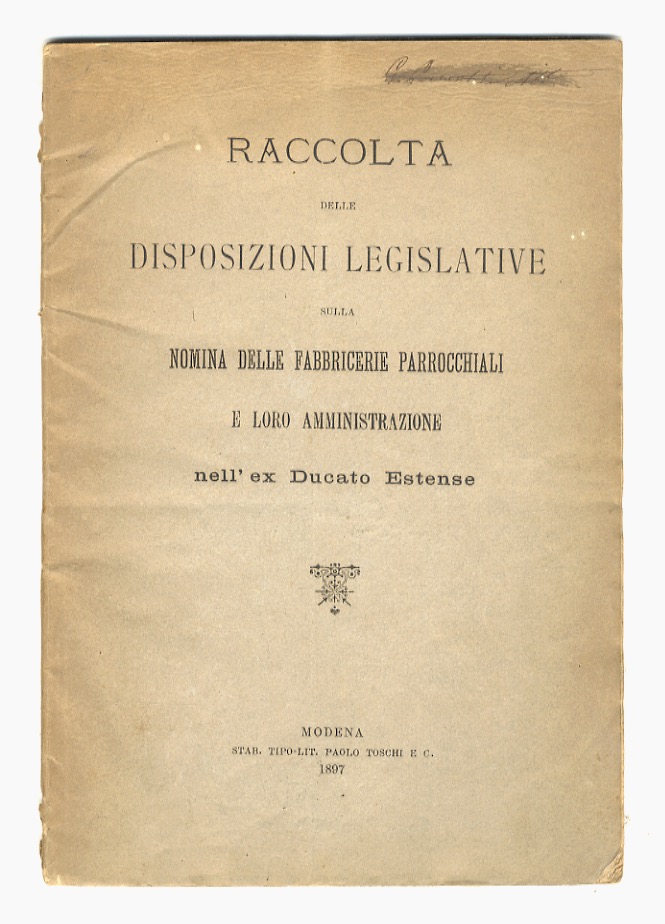 RACCOLTA
DELLE
DISPOSIZIONI LEGISLATIVE
SULLA
NOMINA DELLE FABBRICERIE PARROCCHIALI
E LORO AMMINISTRAZIONE
nell' ex Ducato Estense
MODENA
STAB. TIPO-LIT. PAOLO TOSCHI E C.
1897